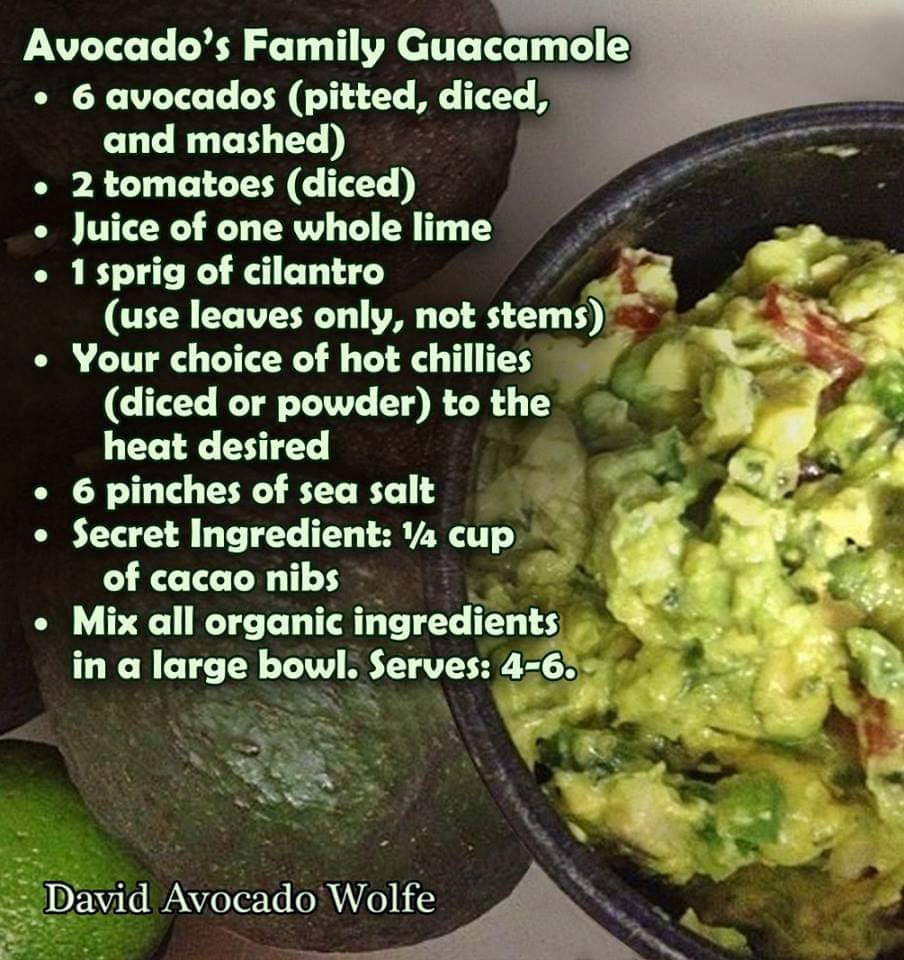 Avocado’s Family Guacamole
• 6 avocados (pitted, diced,
and mashed)
• 2 tomatoes (diced)
• Juice of one whole lime
• 1 sprig of cilantro
(use leaves only, not stems)
• Your choice of hot chillies
(diced or powder) to the
heat desired
• 6 pinches of sea salt
• Secret Ingredient: ¼ cup
of cacao nibs
• Mix all organic ingredients
in a large bowl. Serves: 4-6.
David Avocado Wolfe